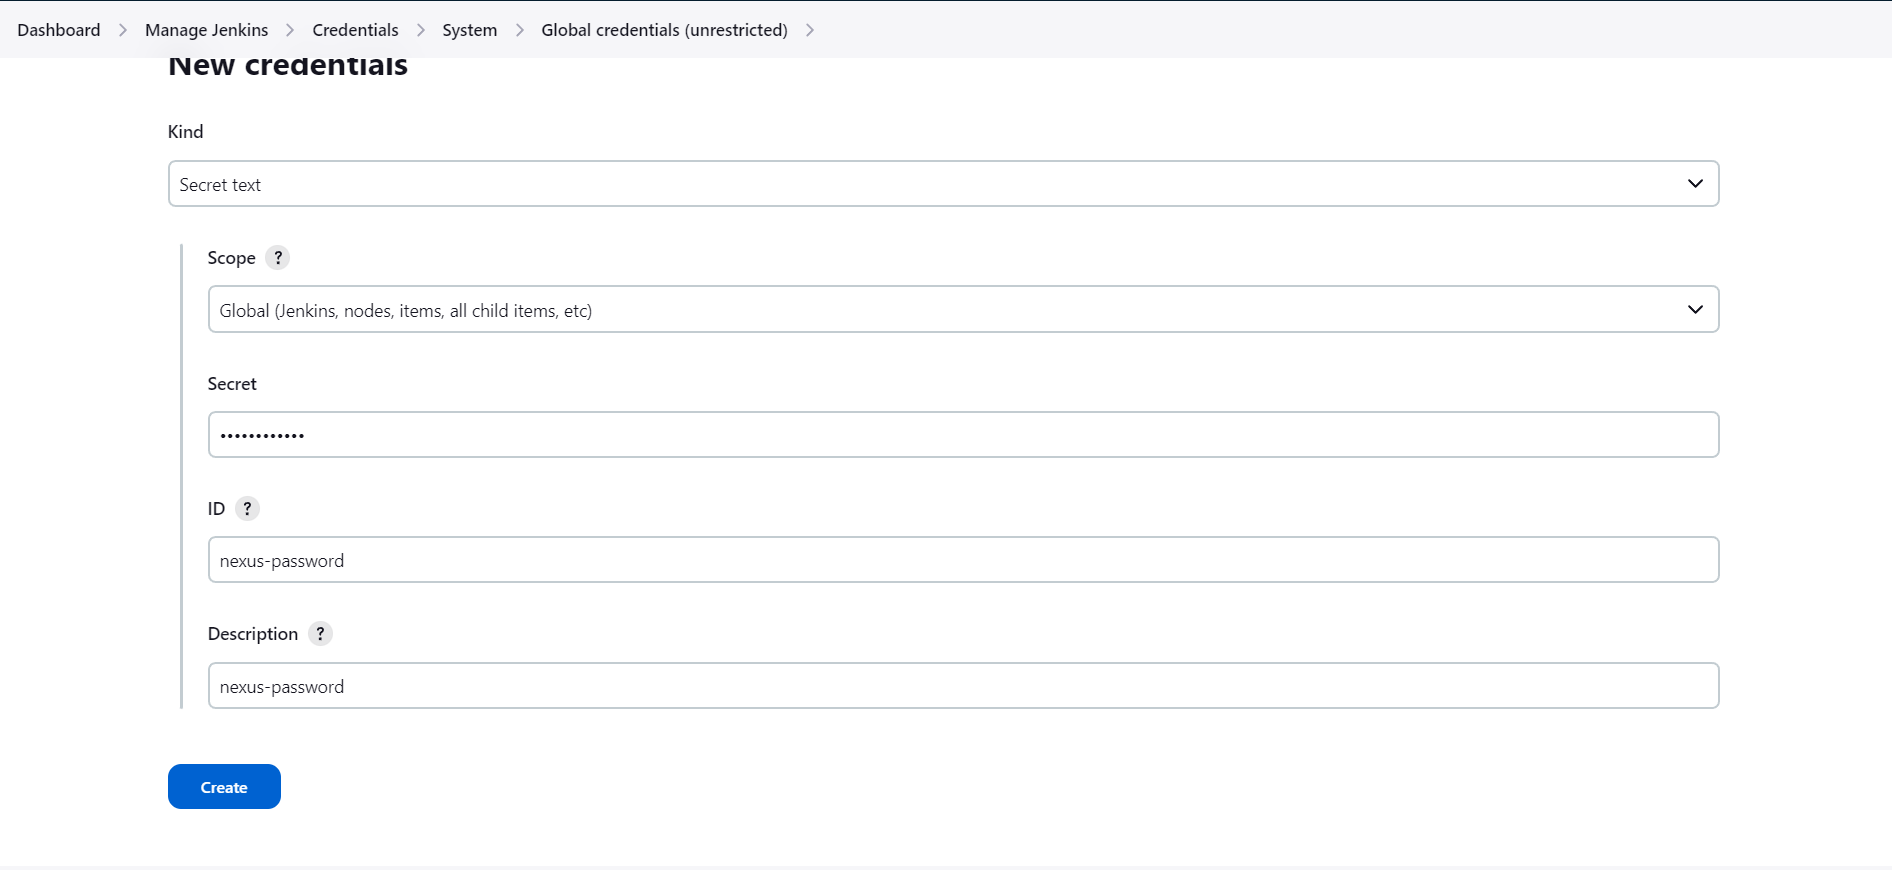 Dashboard > Manage Jenkins > Credentials > System > Global credentials (unrestricted) >
New credentials
Kind
Secret text
Scope ?
Global (Jenkins, nodes, items, all child items, etc)
Secret
••••••••••••
ID ?
nexus-password
Description ?
nexus-password
Create